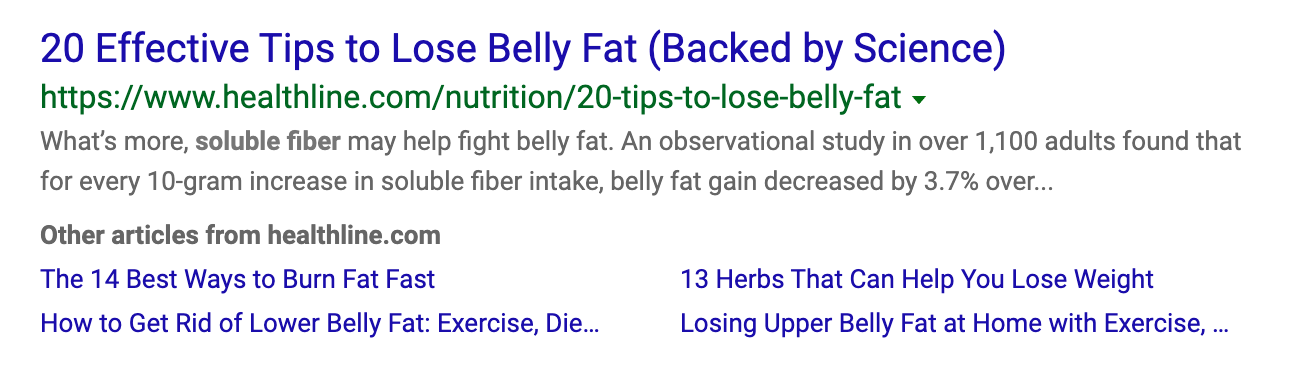 20 Effective Tips to Lose Belly Fat (Backed by Science)
https://www.healthline.com/nutrition/20-tips-to-lose-belly-fat
What’s more, soluble fiber may help fight belly fat. An observational study in over 1,100 adults found that
for every 10-gram increase in soluble fiber intake, belly fat gain decreased by 3.7% over...
Other articles from healthline.com
The 14 Best Ways to Burn Fat Fast
13 Herbs That Can Help You Lose Weight
How to Get Rid of Lower Belly Fat: Exercise, Die...
Losing Upper Belly Fat at Home with Exercise, ...